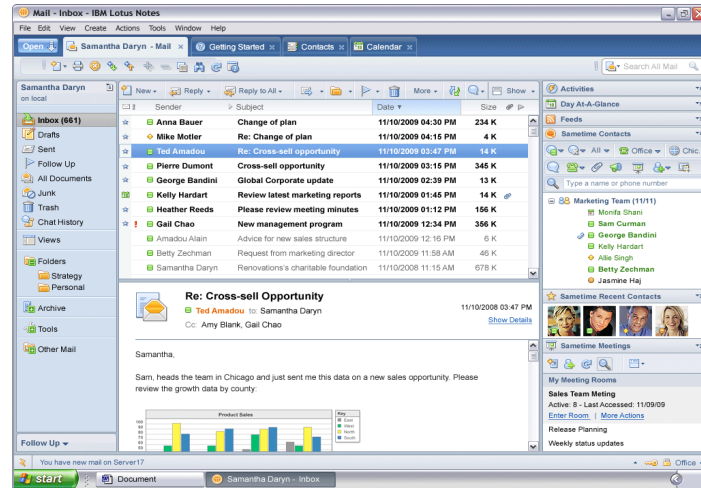 Mail - Inbox - IBM Lotus Notes
File Edit View Create Actions Tools Window Help
Open
Samantha Daryn - Mail
Getting Started
Contacts
Calendar
Search All Mail
Samantha Daryn
on local
Inbox (661)
Drafts
Sent
Follow Up
All Documents
Junk
Trash
Chat History
Views
Folders
Strategy
Personal
Archive
Tools
Other Mail
Follow Up
New Reply Reply to All More Show
Sender Subject Date Size
Anna Bauer Change of plan 11/10/2009 04:30 PM 234 K
Mike Motler Re: Change of plan 11/10/2009 04:15 PM 4 K
Ted Amadou Re: Cross-sell opportunity 11/10/2009 03:47 PM 14 K
Pierre Dumont Cross-sell opportunity 11/10/2009 03:15 PM 345 K
George Bandini Global Corporate update 11/10/2009 02:39 PM 13 K
Kelly Hardart Review latest marketing reports 11/10/2009 01:45 PM 14 K
Heather Reeds Please review meeting minutes 11/10/2009 01:12 PM 156 K
Gail Chao New management program 11/10/2009 12:34 PM 356 K
Amadou Alain Advice for new sales structure 11/10/2009 12:16 PM 6 K
Betty Zechman Request from marketing director 11/10/2009 11:58 AM 46 K
Samantha Daryn Renovations's charitable foundation 11/10/2008 11:15 AM 678 K
Re: Cross-sell Opportunity
Ted Amadou to: Samantha Daryn
11/10/2008 03:47 PM
Cc: Amy Blank, Gail Chao
Show Details
Samantha,
Sam, heads the team in Chicago and just sent me this data on a new sales opportunity. Please
review the growth data by county:
Product Sales
Key
East
West
North
South
100
90
80
70
60
50
Activities
Day At-A-Glance
Feeds
Sametime Contacts
All Office Chic
Type a name or phone number
Marketing Team (11/11)
Monifa Shani
Sam Curman
George Bandini
Kelly Hardart
Allie Singh
Betty Zechman
Jasmine Haj
Sametime Recent Contacts
Sametime Meetings
My Meeting Rooms
Sales Team Meting
Active: 8 - Last Accessed: 11/09/09
Enter Room | More Actions
Release Planning
Weekly status updates
You have new mail on Server17
Office
start
Document
Samantha Daryn - Inbox